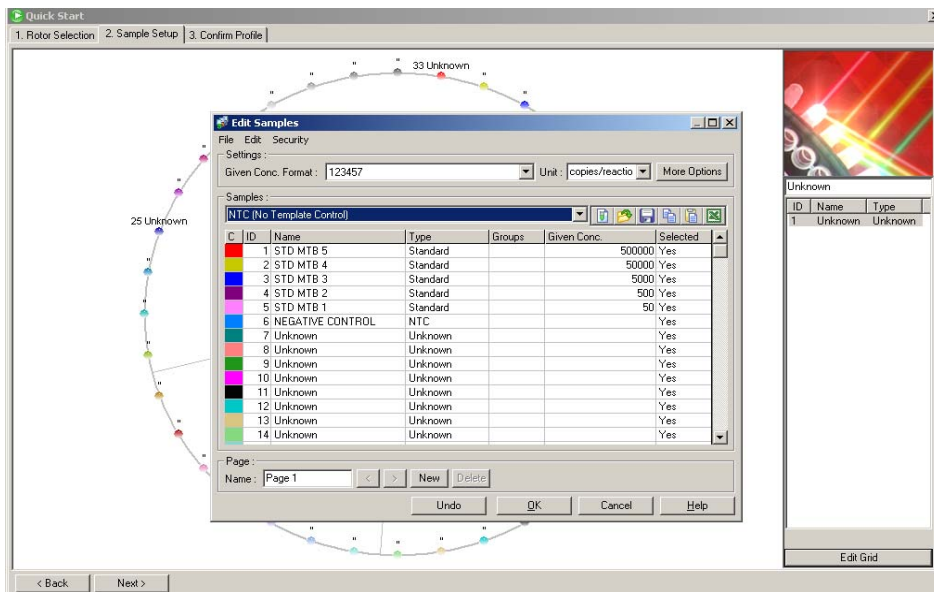 Quick Start
1. Rotor Selection 2. Sample Setup 3. Confirm Profile
33 Unknown
25 Unknown
Edit Samples
File Edit Security
Settings :
Given Conc. Format : 123457 Unit : copies/reactio More Options
Samples :
NTC (No Template Control)
C ID Name Type Groups Given Conc. Selected
1 STD MTB 5 Standard 500000 Yes
2 STD MTB 4 Standard 50000 Yes
3 STD MTB 3 Standard 5000 Yes
4 STD MTB 2 Standard 500 Yes
5 STD MTB 1 Standard 50 Yes
6 NEGATIVE CONTROL NTC Yes
7 Unknown Unknown Yes
8 Unknown Unknown Yes
9 Unknown Unknown Yes
10 Unknown Unknown Yes
11 Unknown Unknown Yes
12 Unknown Unknown Yes
13 Unknown Unknown Yes
14 Unknown Unknown Yes
Page :
Name : Page 1 < > New Delete
Undo OK Cancel Help
Unknown
ID Name Type
1 Unknown Unknown
Edit Grid
< Back Next >